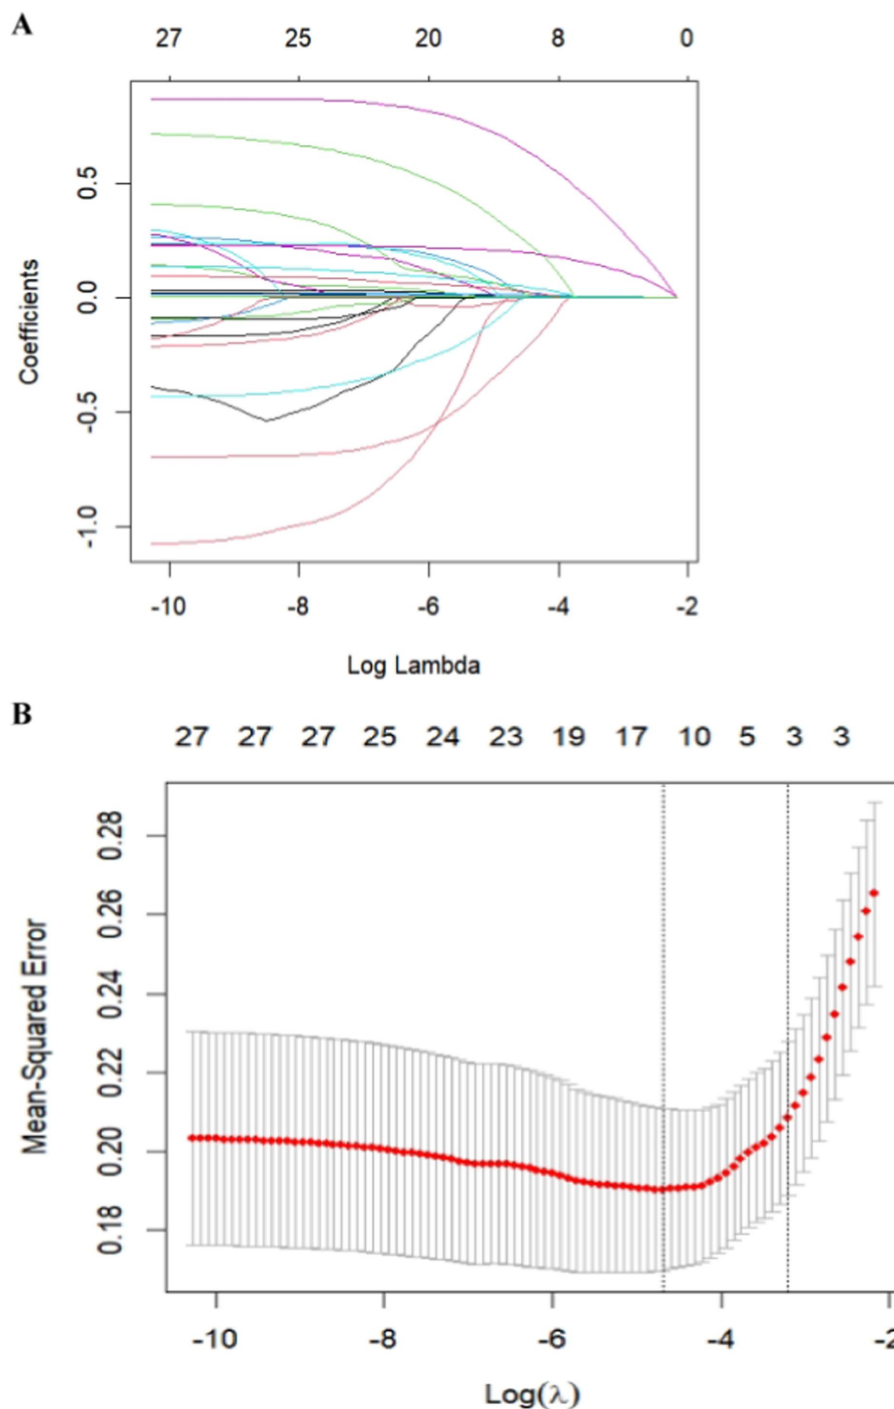 A
27 25 20 8 0
Coefficients
0.5
0.0
-0.5
-1.0
-10 -8 -6 -4 -2
Log Lambda
B
27 27 27 25 24 23 19 17 10 5 3 3
Mean-Squared Error
0.28
0.26
0.24
0.22
0.20
0.18
-10 -8 -6 -4 -2
Log(λ)